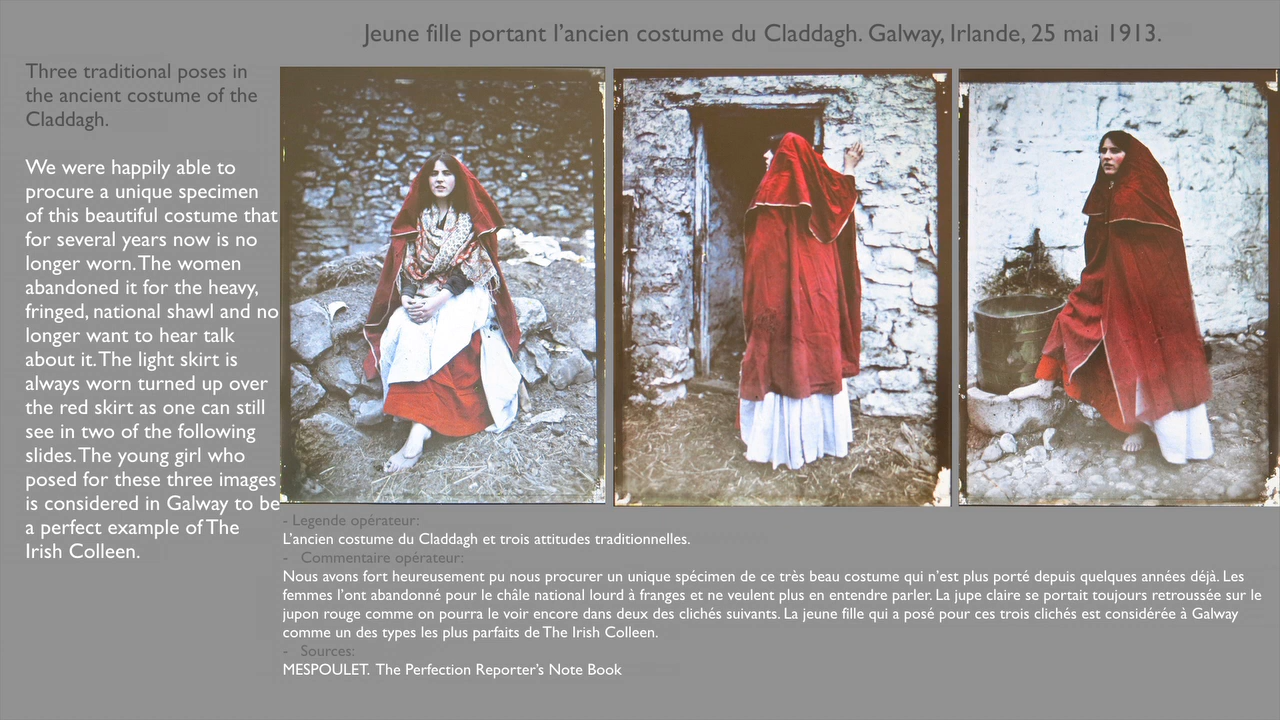 Jeune fille portant l'ancien costume du Claddagh. Galway, Irlande, 25 mai 1913.
Three traditional poses in
the ancient costume of the
Claddagh.
We were happily able to
procure a unique specimen
of this beautiful costume that
for several years now is no
longer worn. The women
abandoned it for the heavy,
fringed, national shawl and no
longer want to hear talk
about it. The light skirt is
always worn turned up over
the red skirt as one can still
see in two of the following
slides. The young girl who
posed for these three images
is considered in Galway to be
a perfect example of The
Irish Colleen.
- Legende opérateur:
L'ancien costume du Claddagh et trois attitudes traditionnelles.
- Commentaire opérateur:
Nous avons fort heureusement pu nous procurer un unique spécimen de ce très beau costume qui n'est plus porté depuis quelques années déjà. Les
femmes l'ont abandonné pour le châle national lourd à franges et ne veulent plus en entendre parler. La jupe claire se portait toujours retroussée sur le
jupon rouge comme on pourra le voir encore dans deux des clichés suivants. La jeune fille qui a posé pour ces trois clichés est considérée à Galway
comme un des types les plus parfaits de The Irish Colleen.
- Sources:
MESPOULET. The Perfection Reporter's Note Book